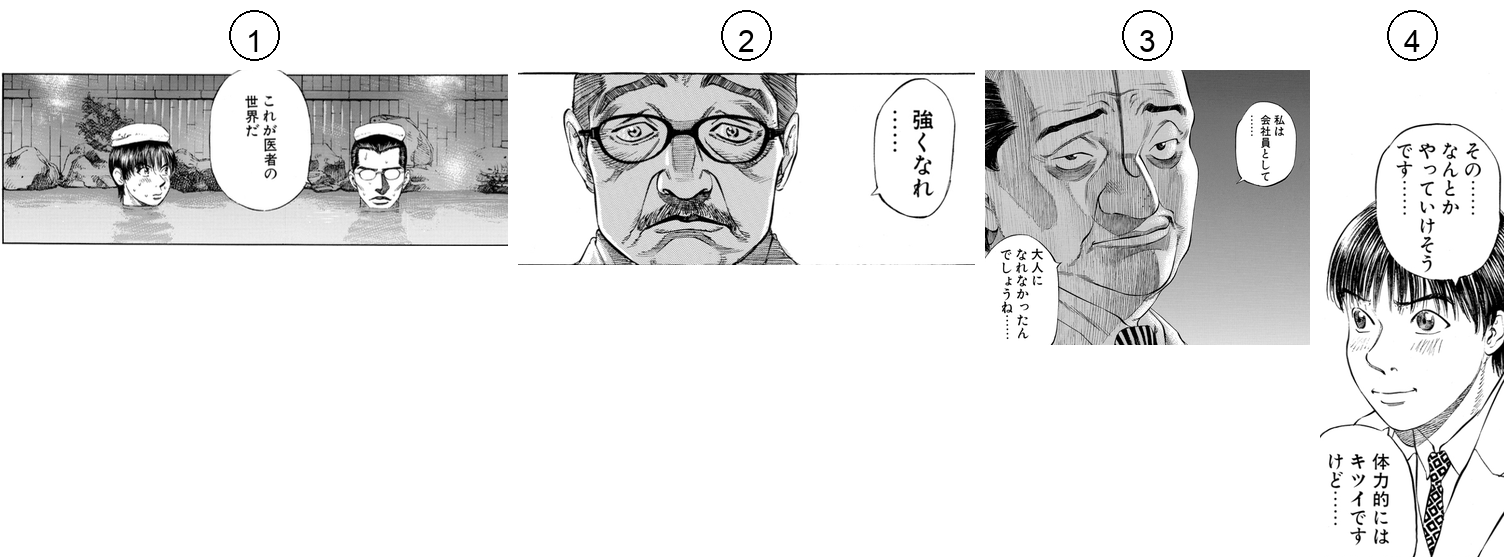 1
これが医者の
世界だ
2
強くなれ
……
3
私は
会社員として
……
大人に
なれなかったん
でしょうね……
4
その……
なんとか
やっていけそう
です……
体力的には
キツイです
けど……